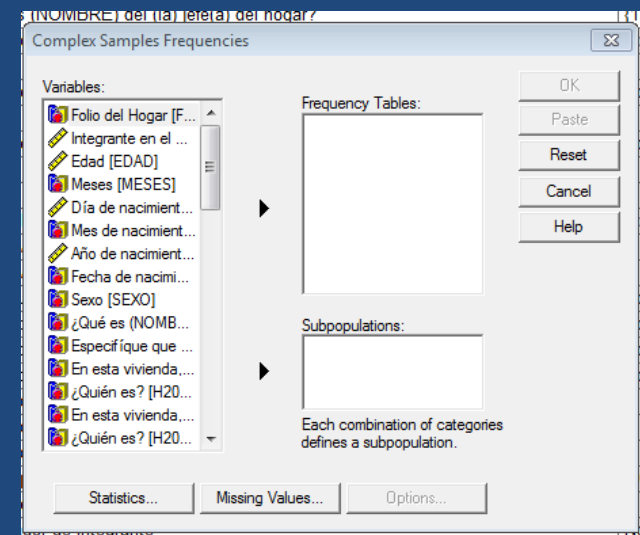 s (NOMBRE) del (la) jefe(a) del hogar?
Complex Samples Frequencies
Variables:
Folio del Hogar [F...
Integrante en el ...
Edad [EDAD]
Meses [MESES]
Día de nacimient...
Mes de nacimient...
Año de nacimient...
Fecha de nacimi...
Sexo [SEXO]
¿Qué es (NOMB...
Especifíque que ...
En esta vivienda,...
¿Quién es? [H20...
En esta vivienda,...
¿Quién es? [H20...
Frequency Tables:
Subpopulations:
Each combination of categories
defines a subpopulation.
OK
Paste
Reset
Cancel
Help
Statistics...
Missing Values...
Options...